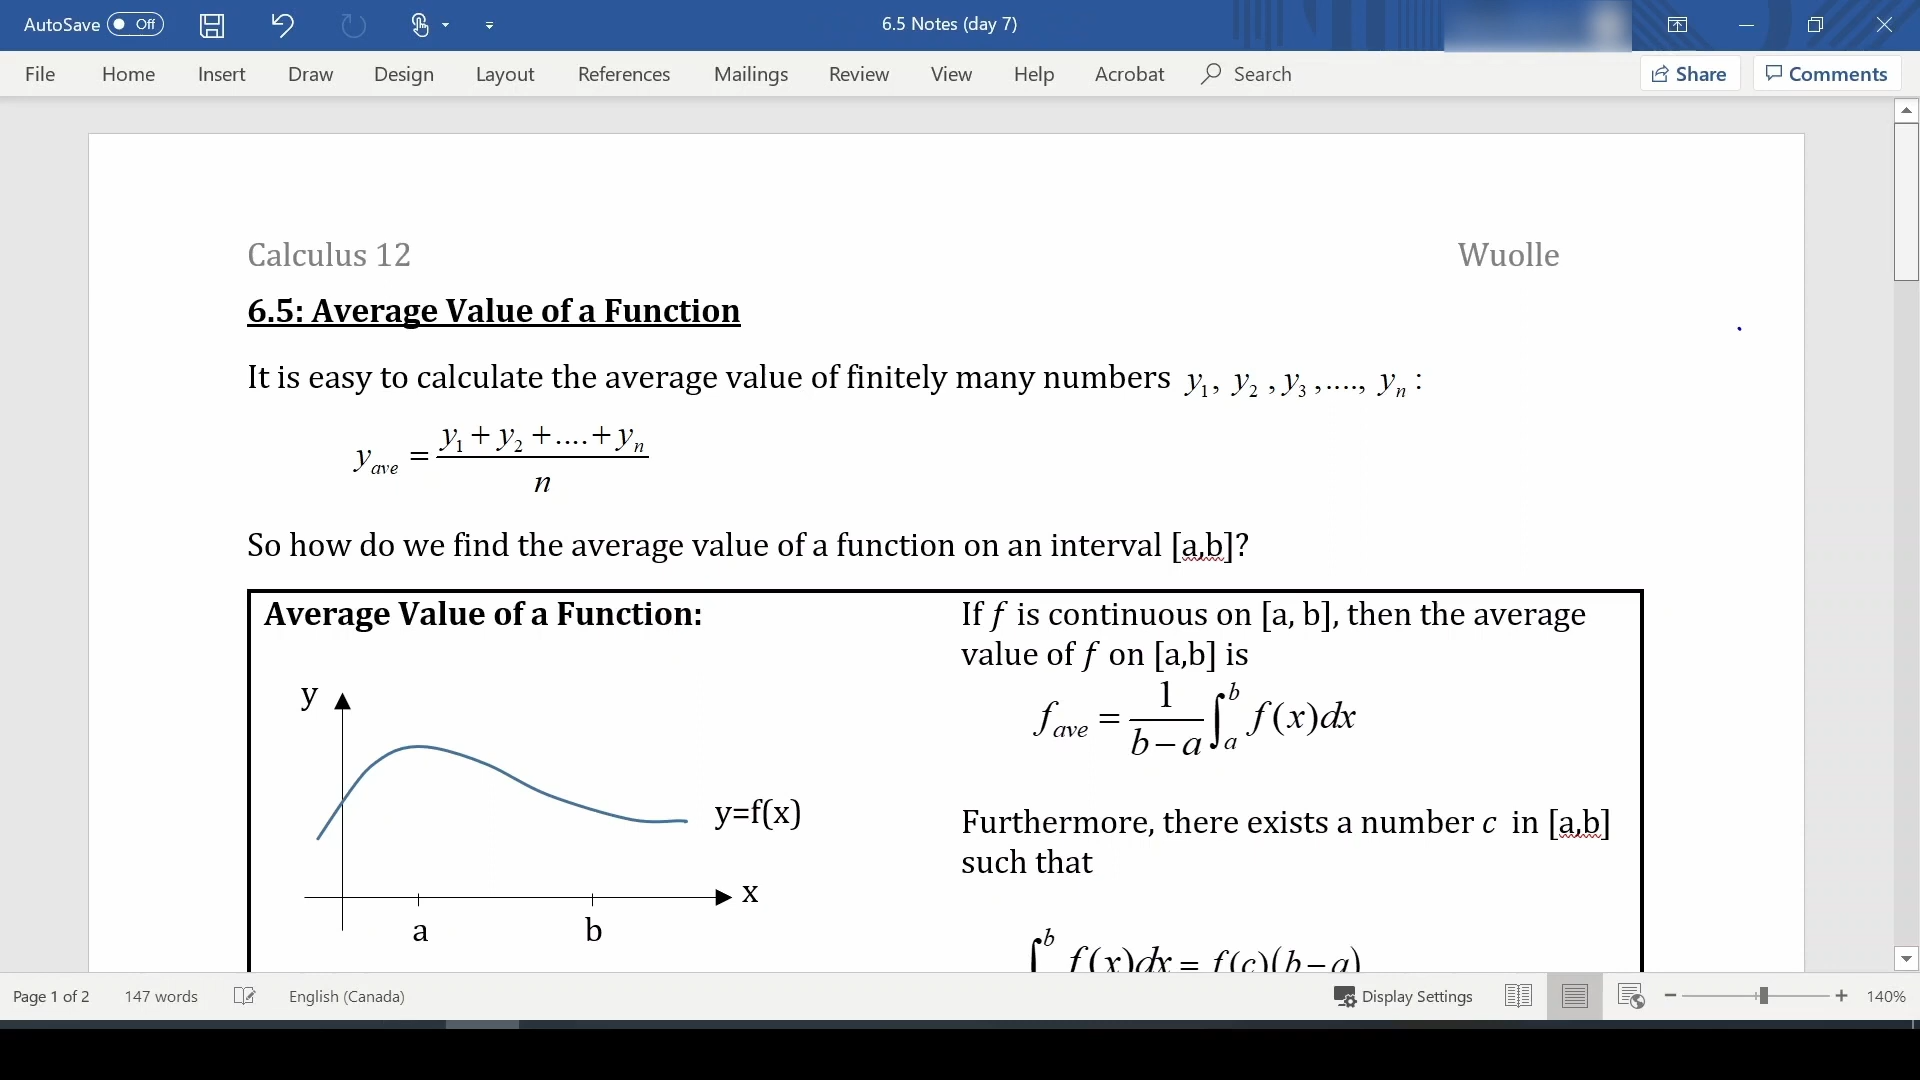 AutoSave Off 6.5 Notes (day 7)
File Home Insert Draw Design Layout References Mailings Review View Help Acrobat Search Share Comments
Calculus 12 Wuolle
6.5: Average Value of a Function
It is easy to calculate the average value of finitely many numbers y₁, y₂ , y₃ ,...., yₙ :
y_ave = (y₁ + y₂ + .... + yₙ) / n
So how do we find the average value of a function on an interval [a,b]?
Average Value of a Function:
y
y=f(x)
x
a b
If f is continuous on [a, b], then the average
value of f on [a,b] is
f_ave = 1/(b−a) ∫_a^b f(x)dx
Furthermore, there exists a number c in [a,b]
such that
∫^b f(x)dx = f(c)(b−a)
Page 1 of 2 147 words English (Canada) Display Settings 140%